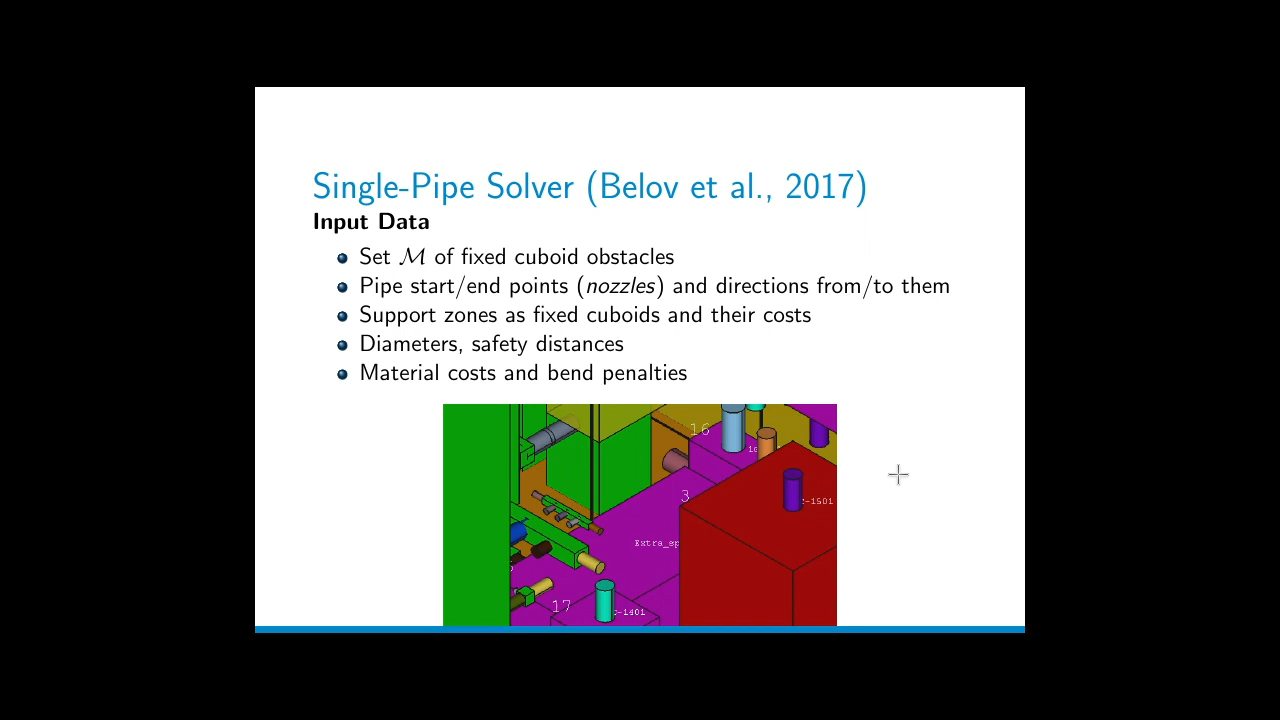 Single-Pipe Solver (Belov et al., 2017)
Input Data
Set ℳ of fixed cuboid obstacles
Pipe start/end points (nozzles) and directions from/to them
Support zones as fixed cuboids and their costs
Diameters, safety distances
Material costs and bend penalties
16
3
-1501
Extra_sp
17
-1401